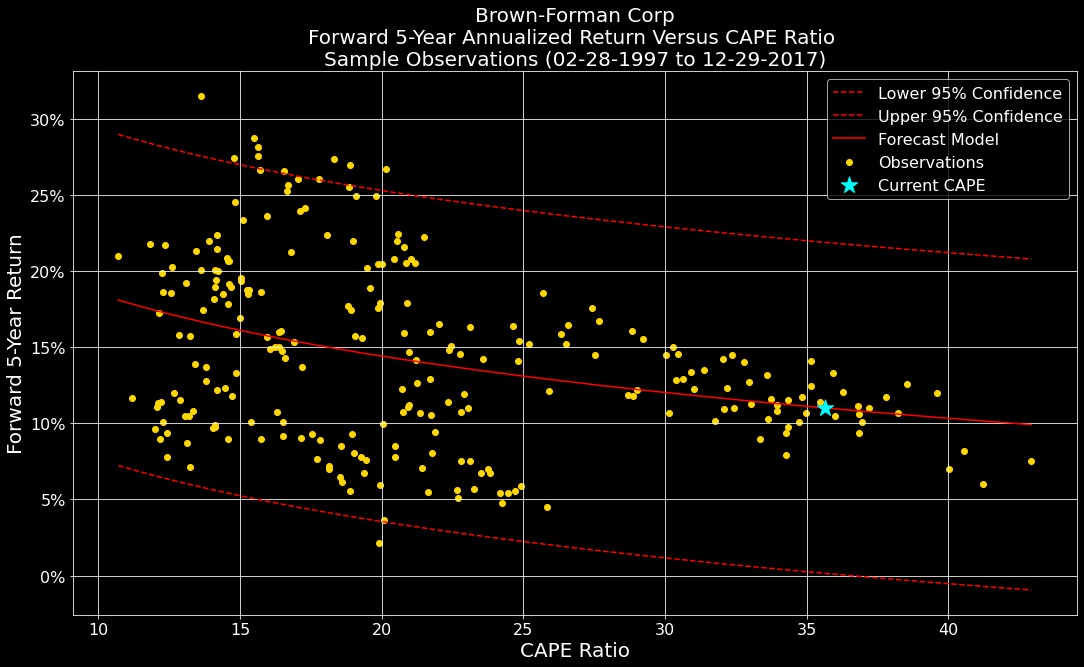 Brown-Forman Corp
Forward 5-Year Annualized Return Versus CAPE Ratio
Sample Observations (02-28-1997 to 12-29-2017)
Lower 95% Confidence
Upper 95% Confidence
Forecast Model
Observations
Current CAPE
Forward 5-Year Return
30%
25%
20%
15%
10%
5%
0%
10 15 20 25 30 35 40
CAPE Ratio